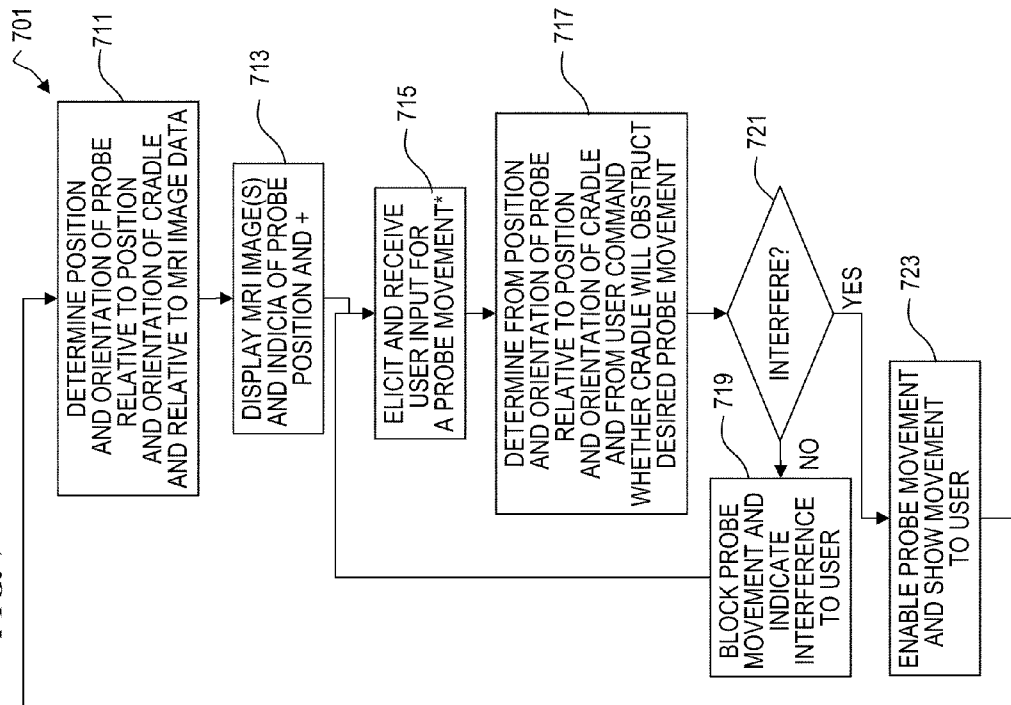 701
711
DETERMINE POSITION
AND ORIENTATION OF PROBE
RELATIVE TO POSITION
AND ORIENTATION OF CRADLE
AND RELATIVE TO MRI IMAGE DATA
713
DISPLAY MRI IMAGE(S)
AND INDICIA OF PROBE
POSITION AND +
715
ELICIT AND RECEIVE
USER INPUT FOR
A PROBE MOVEMENT*
717
DETERMINE FROM POSITION
AND ORIENTATION OF PROBE
RELATIVE TO POSITION
AND ORIENTATION OF CRADLE
AND FROM USER COMMAND
WHETHER CRADLE WILL OBSTRUCT
DESIRED PROBE MOVEMENT
721
INTERFERE?
NO
YES
719
BLOCK PROBE
MOVEMENT AND
INDICATE
INTERFERENCE
TO USER
723
ENABLE PROBE MOVEMENT
AND SHOW MOVEMENT
TO USER